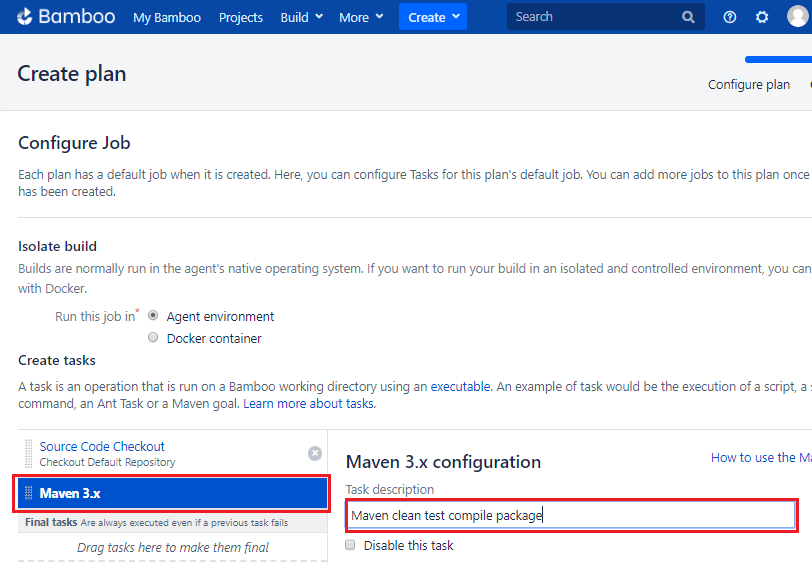 Bamboo My Bamboo Projects Build More Create Search
Create plan
Configure plan
Configure Job
Each plan has a default job when it is created. Here, you can configure Tasks for this plan's default job. You can add more jobs to this plan once
has been created.
Isolate build
Builds are normally run in the agent's native operating system. If you want to run your build in an isolated and controlled environment, you can
with Docker.
Run this job in* Agent environment
Docker container
Create tasks
A task is an operation that is run on a Bamboo working directory using an executable. An example of task would be the execution of a script, a
command, an Ant Task or a Maven goal. Learn more about tasks.
Source Code Checkout
Checkout Default Repository
Maven 3.x
Final tasks Are always executed even if a previous task fails
Drag tasks here to make them final
Maven 3.x configuration
How to use the
Task description
Maven clean test compile package
Disable this task